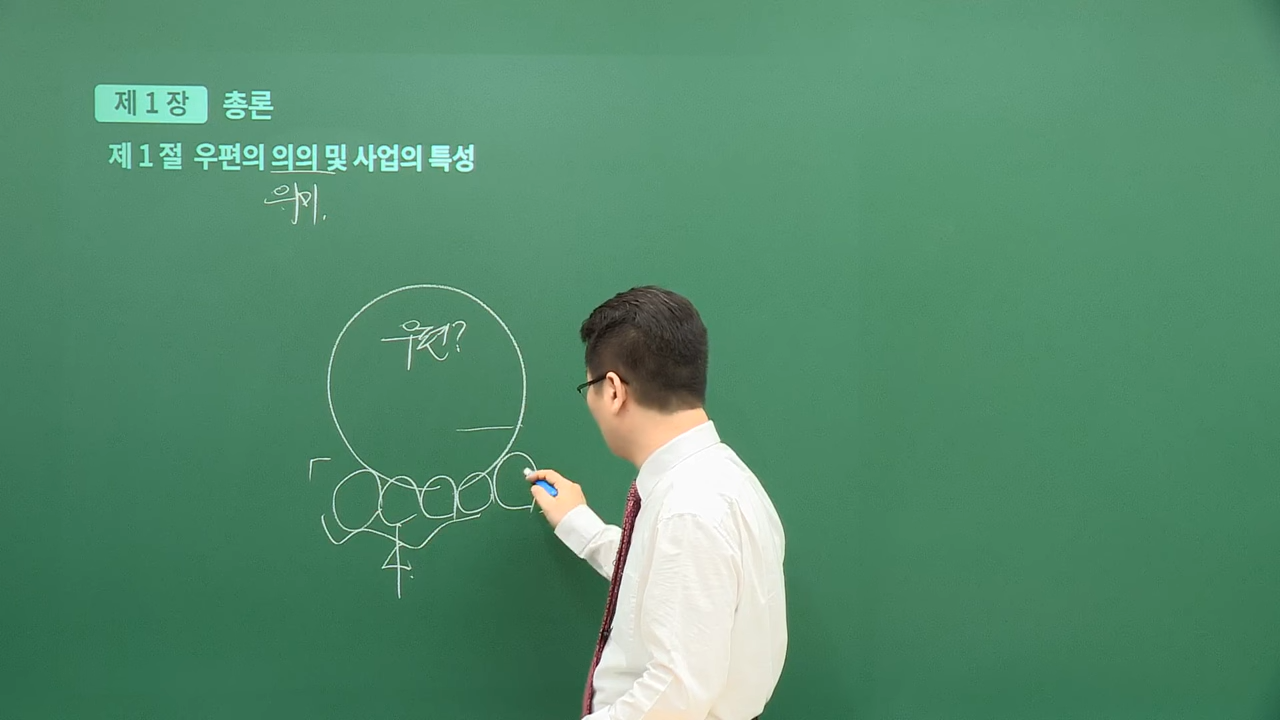 제 1 장 총론
제 1 절 우편의 의의 및 사업의 특성
의미.
우편?